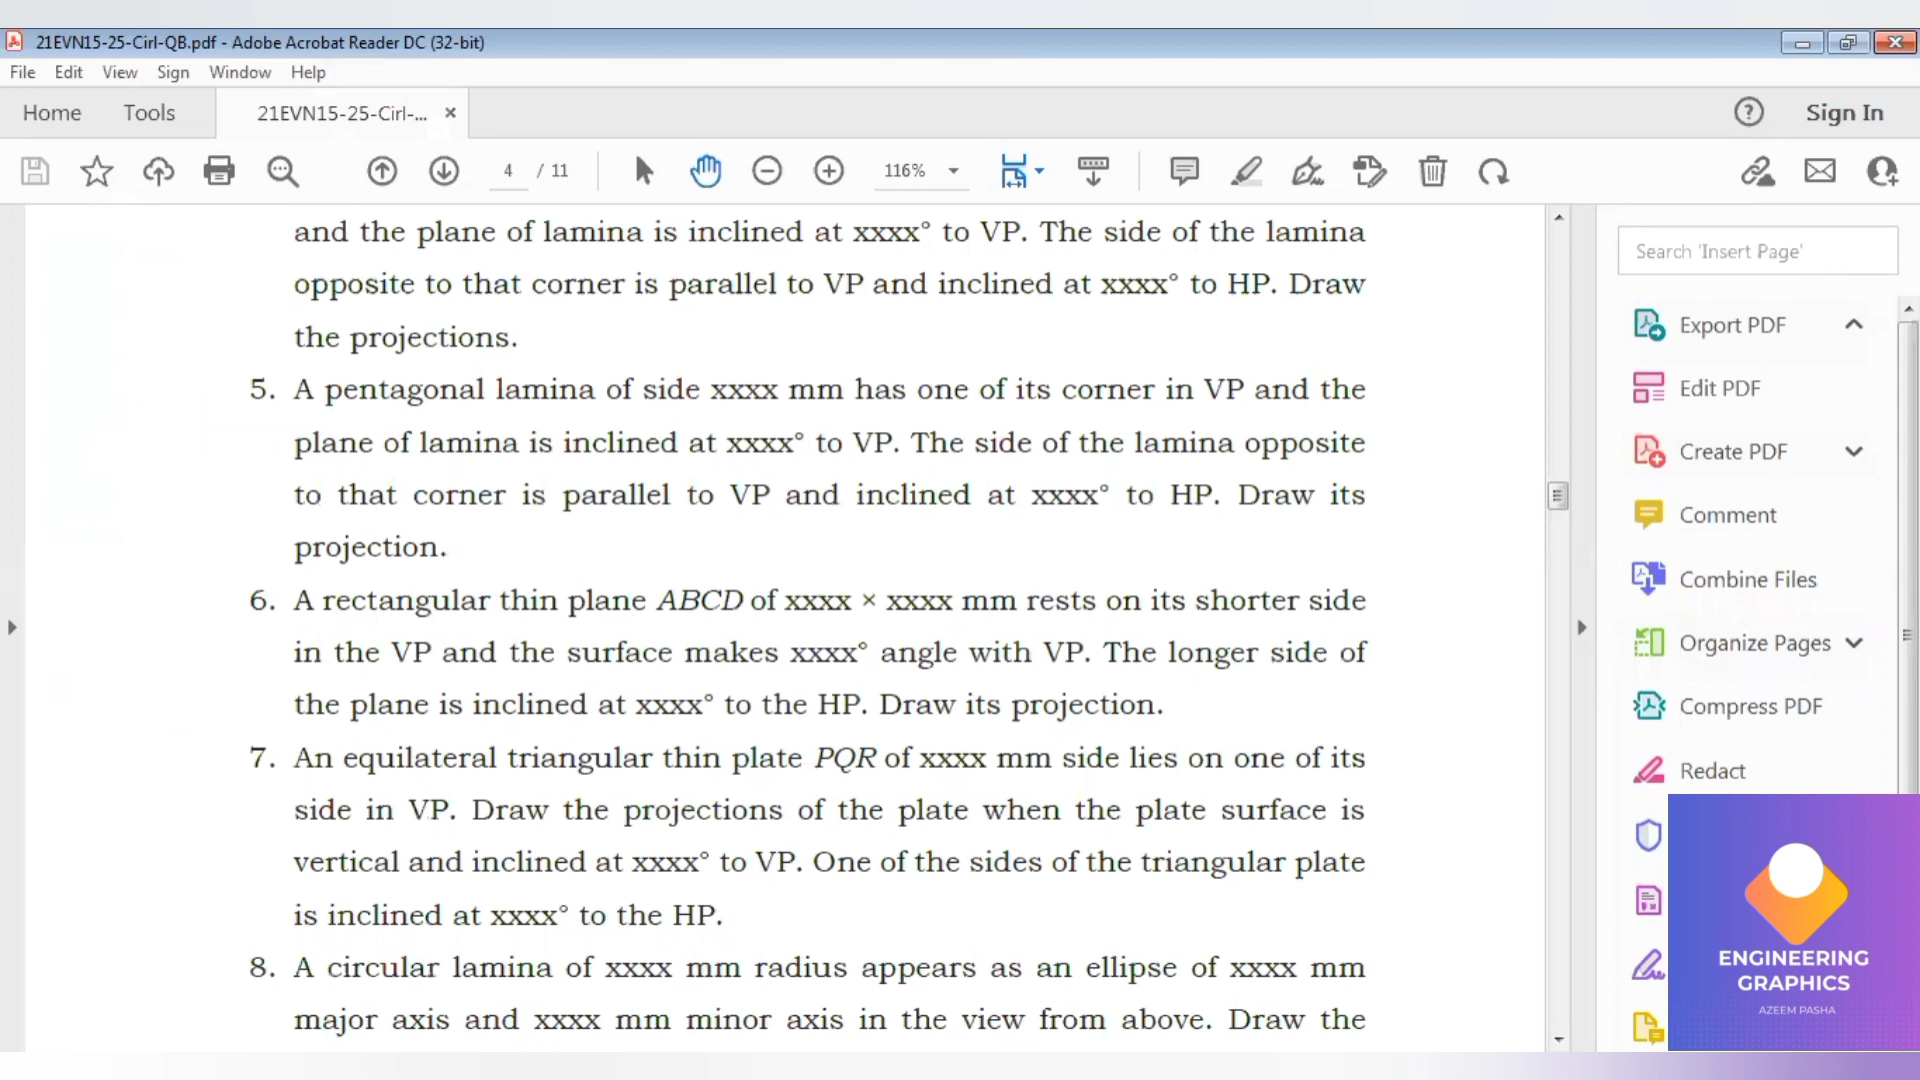 21EVN15-25-Cirl-QB.pdf - Adobe Acrobat Reader DC (32-bit)
File Edit View Sign Window Help
Home Tools 21EVN15-25-Cirl-... × ? Sign In
4 / 11 116%
and the plane of lamina is inclined at xxxx° to VP. The side of the lamina
opposite to that corner is parallel to VP and inclined at xxxx° to HP. Draw
the projections.
5. A pentagonal lamina of side xxxx mm has one of its corner in VP and the
plane of lamina is inclined at xxxx° to VP. The side of the lamina opposite
to that corner is parallel to VP and inclined at xxxx° to HP. Draw its
projection.
6. A rectangular thin plane ABCD of xxxx × xxxx mm rests on its shorter side
in the VP and the surface makes xxxx° angle with VP. The longer side of
the plane is inclined at xxxx° to the HP. Draw its projection.
7. An equilateral triangular thin plate PQR of xxxx mm side lies on one of its
side in VP. Draw the projections of the plate when the plate surface is
vertical and inclined at xxxx° to VP. One of the sides of the triangular plate
is inclined at xxxx° to the HP.
8. A circular lamina of xxxx mm radius appears as an ellipse of xxxx mm
major axis and xxxx mm minor axis in the view from above. Draw the
Search 'Insert Page'
Export PDF
Edit PDF
Create PDF
Comment
Combine Files
Organize Pages
Compress PDF
Redact
ENGINEERING
GRAPHICS
AZEEM PASHA